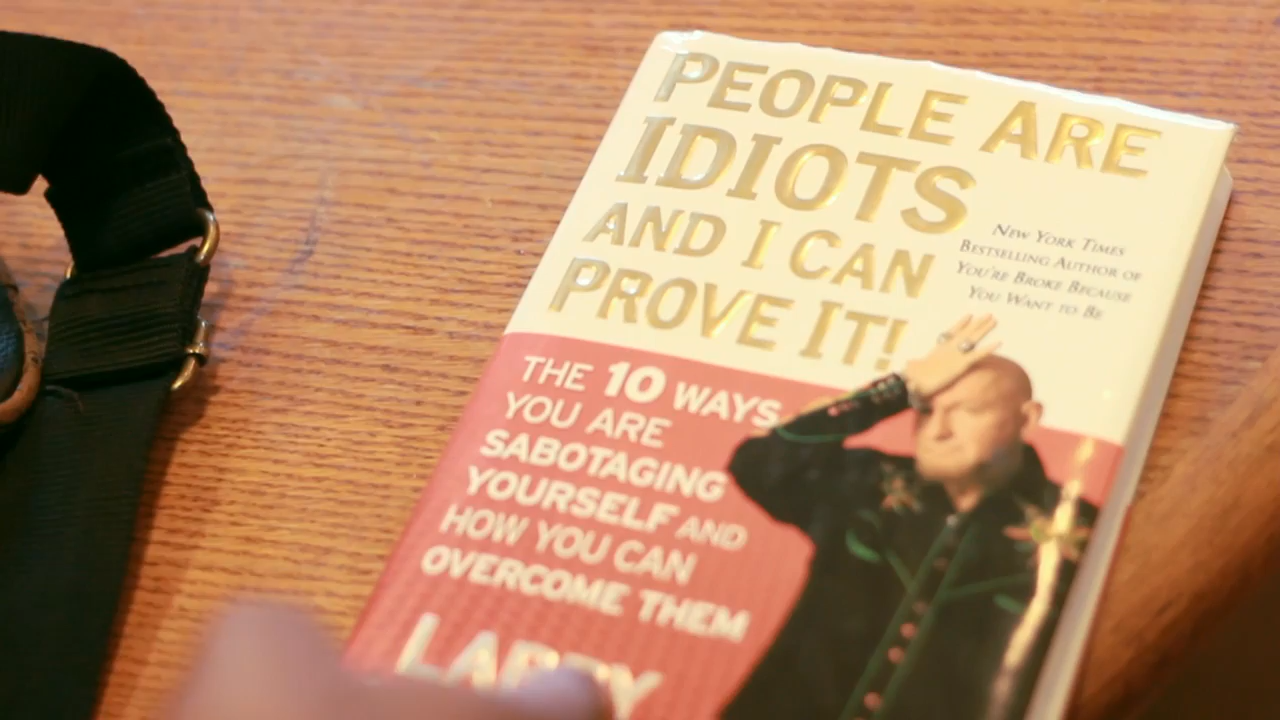 PEOPLE ARE
IDIOTS
AND I CAN
PROVE IT!
NEW YORK TIMES
BESTSELLING AUTHOR OF
YOU'RE BROKE BECAUSE
YOU WANT TO BE
THE 10 WAYS
YOU ARE
SABOTAGING
YOURSELF AND
HOW YOU CAN
OVERCOME THEM
LARRY